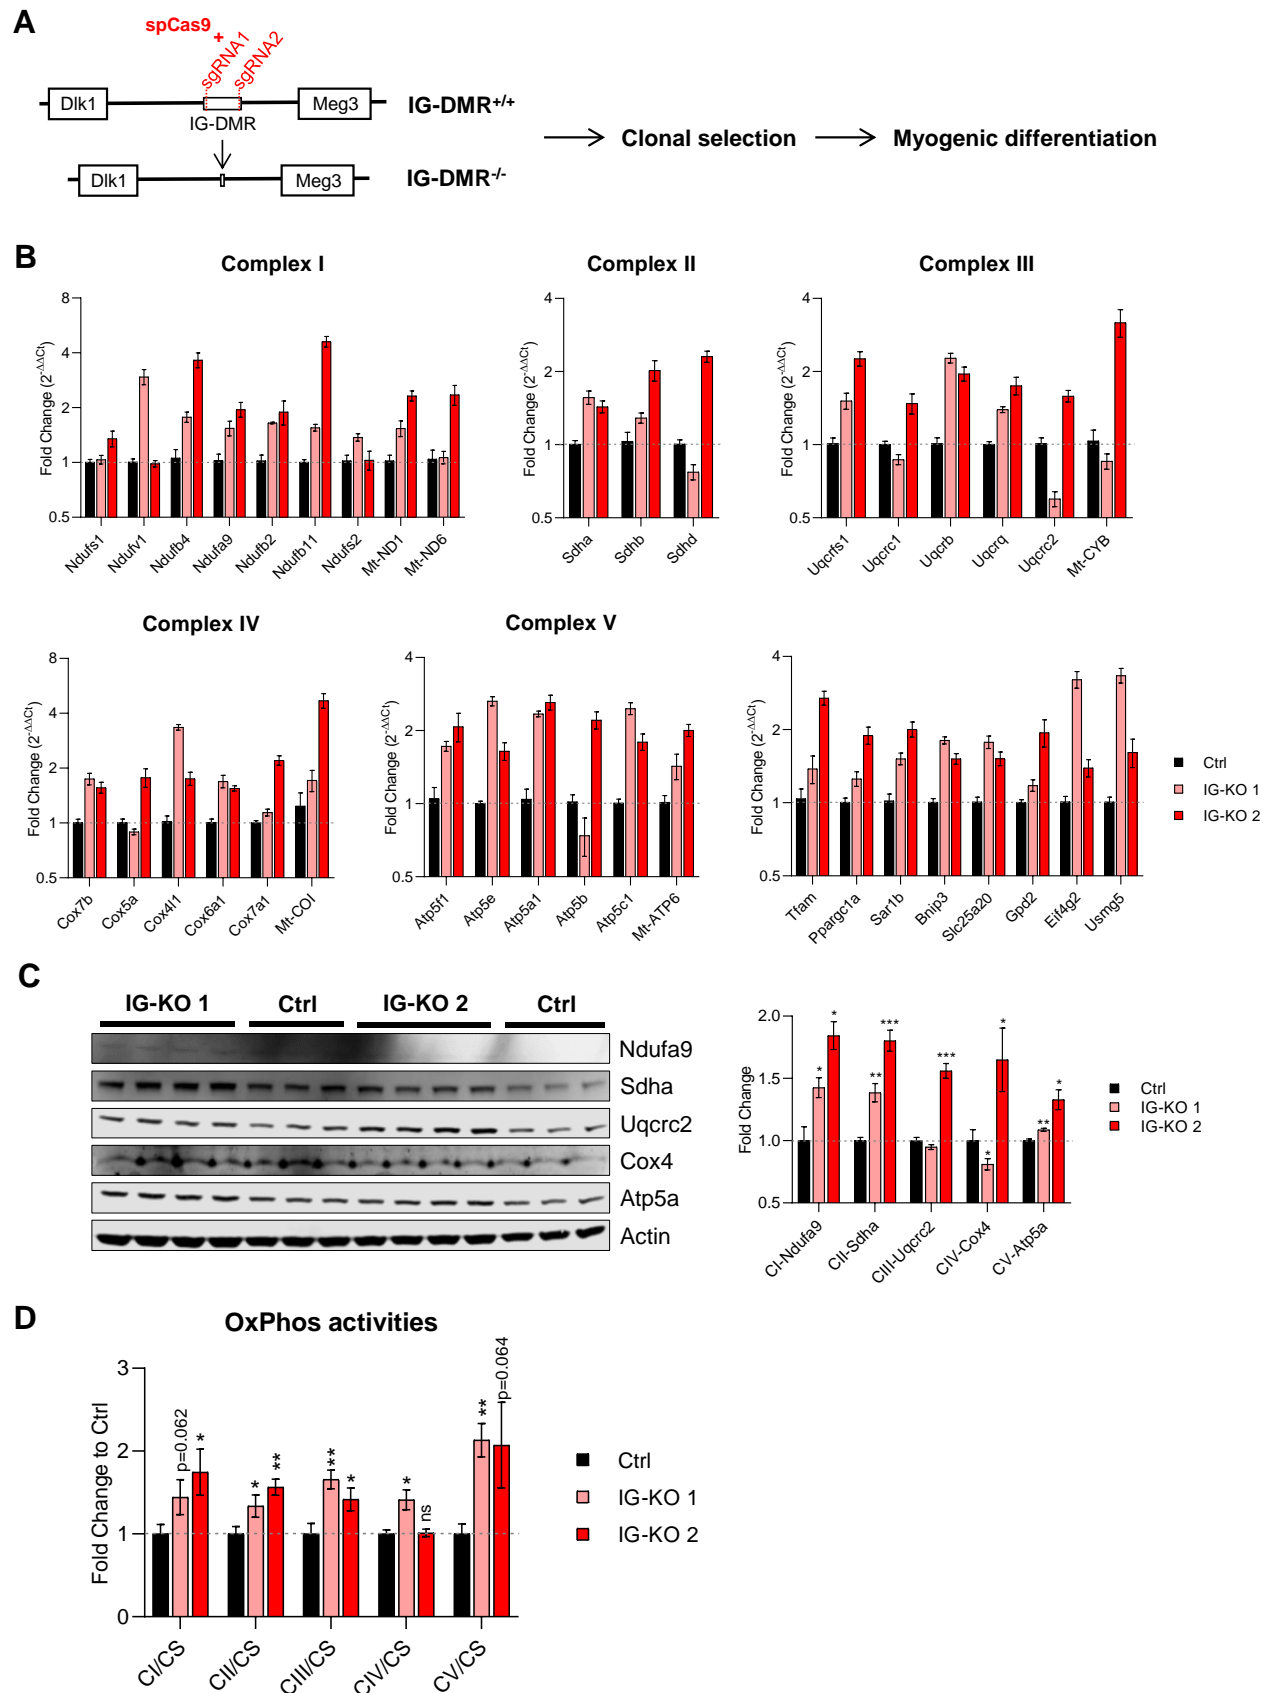 A
spCas9
+
sgRNA1
sgRNA2
Dlk1
Meg3
IG-DMR+/+
IG-DMR
Clonal selection
Myogenic differentiation
Dlk1
Meg3
IG-DMR-/-
B
Complex I
Fold Change (2-ΔΔCt)
8
4
2
1
0.5
Ndufs1
Ndufv1
Ndufb4
Ndufa9
Ndufb2
Ndufb11
Ndufs2
Mt-ND1
Mt-ND6
Complex II
Fold Change (2-ΔΔCt)
4
2
1
0.5
Sdha
Sdhb
Sdhd
Complex III
Fold Change (2-ΔΔCt)
4
2
1
0.5
Uqcrfs1
Uqcrc1
Uqcrb
Uqcrq
Uqcrc2
Mt-CYB
Complex IV
Fold Change (2-ΔΔCt)
8
4
2
1
0.5
Cox7b
Cox5a
Cox4I1
Cox6a1
Cox7a1
Mt-COI
Complex V
Fold Change (2-ΔΔCt)
4
2
1
0.5
Atp5f1
Atp5e
Atp5a1
Atp5b
Atp5c1
Mt-ATP6
Fold Change (2-ΔΔCt)
4
2
1
0.5
Tfam
Ppargc1a
Sar1b
Bnip3
Slc25a20
Gpd2
Eif4g2
Usmg5
Ctrl
IG-KO 1
IG-KO 2
C
IG-KO 1
Ctrl
IG-KO 2
Ctrl
Ndufa9
Sdha
Uqcrc2
Cox4
Atp5a
Actin
Fold Change
2.0
1.5
1.0
0.5
*
*
**
***
***
*
*
**
*
CI-Ndufa9
CII-Sdha
CIII-Uqcrc2
CIV-Cox4
CV-Atp5a
Ctrl
IG-KO 1
IG-KO 2
D
OxPhos activities
Fold Change to Ctrl
3
2
1
0
p=0.062
*
*
**
**
*
*
ns
**
p=0.064
CI/CS
CII/CS
CIII/CS
CIV/CS
CV/CS
Ctrl
IG-KO 1
IG-KO 2